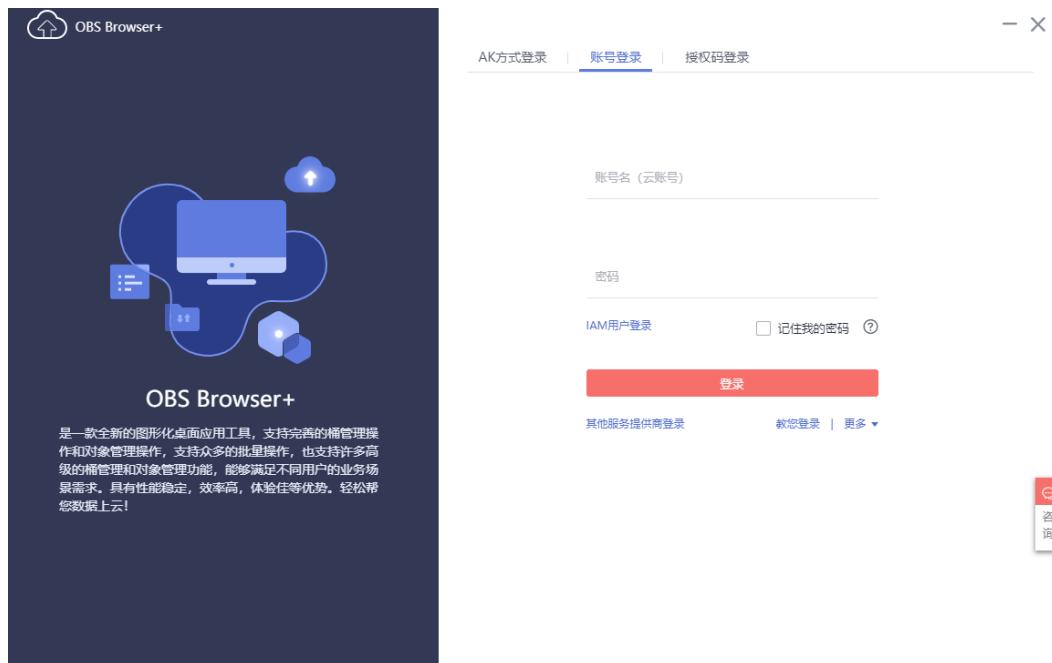 OBS Browser+
AK方式登录
账号登录
授权码登录
账号名（云账号）
密码
IAM用户登录
记住我的密码
?
登录
其他服务提供商登录
教您登录 | 更多
OBS Browser+
是一款全新的图形化桌面应用工具，支持完善的桶管理操
作和对象管理操作，支持众多的批量操作，也支持许多高
级的桶管理和对象管理功能，能够满足不同用户的业务场
景需求。具有性能稳定，效率高，体验佳等优势。轻松帮
您数据上云！
咨
询